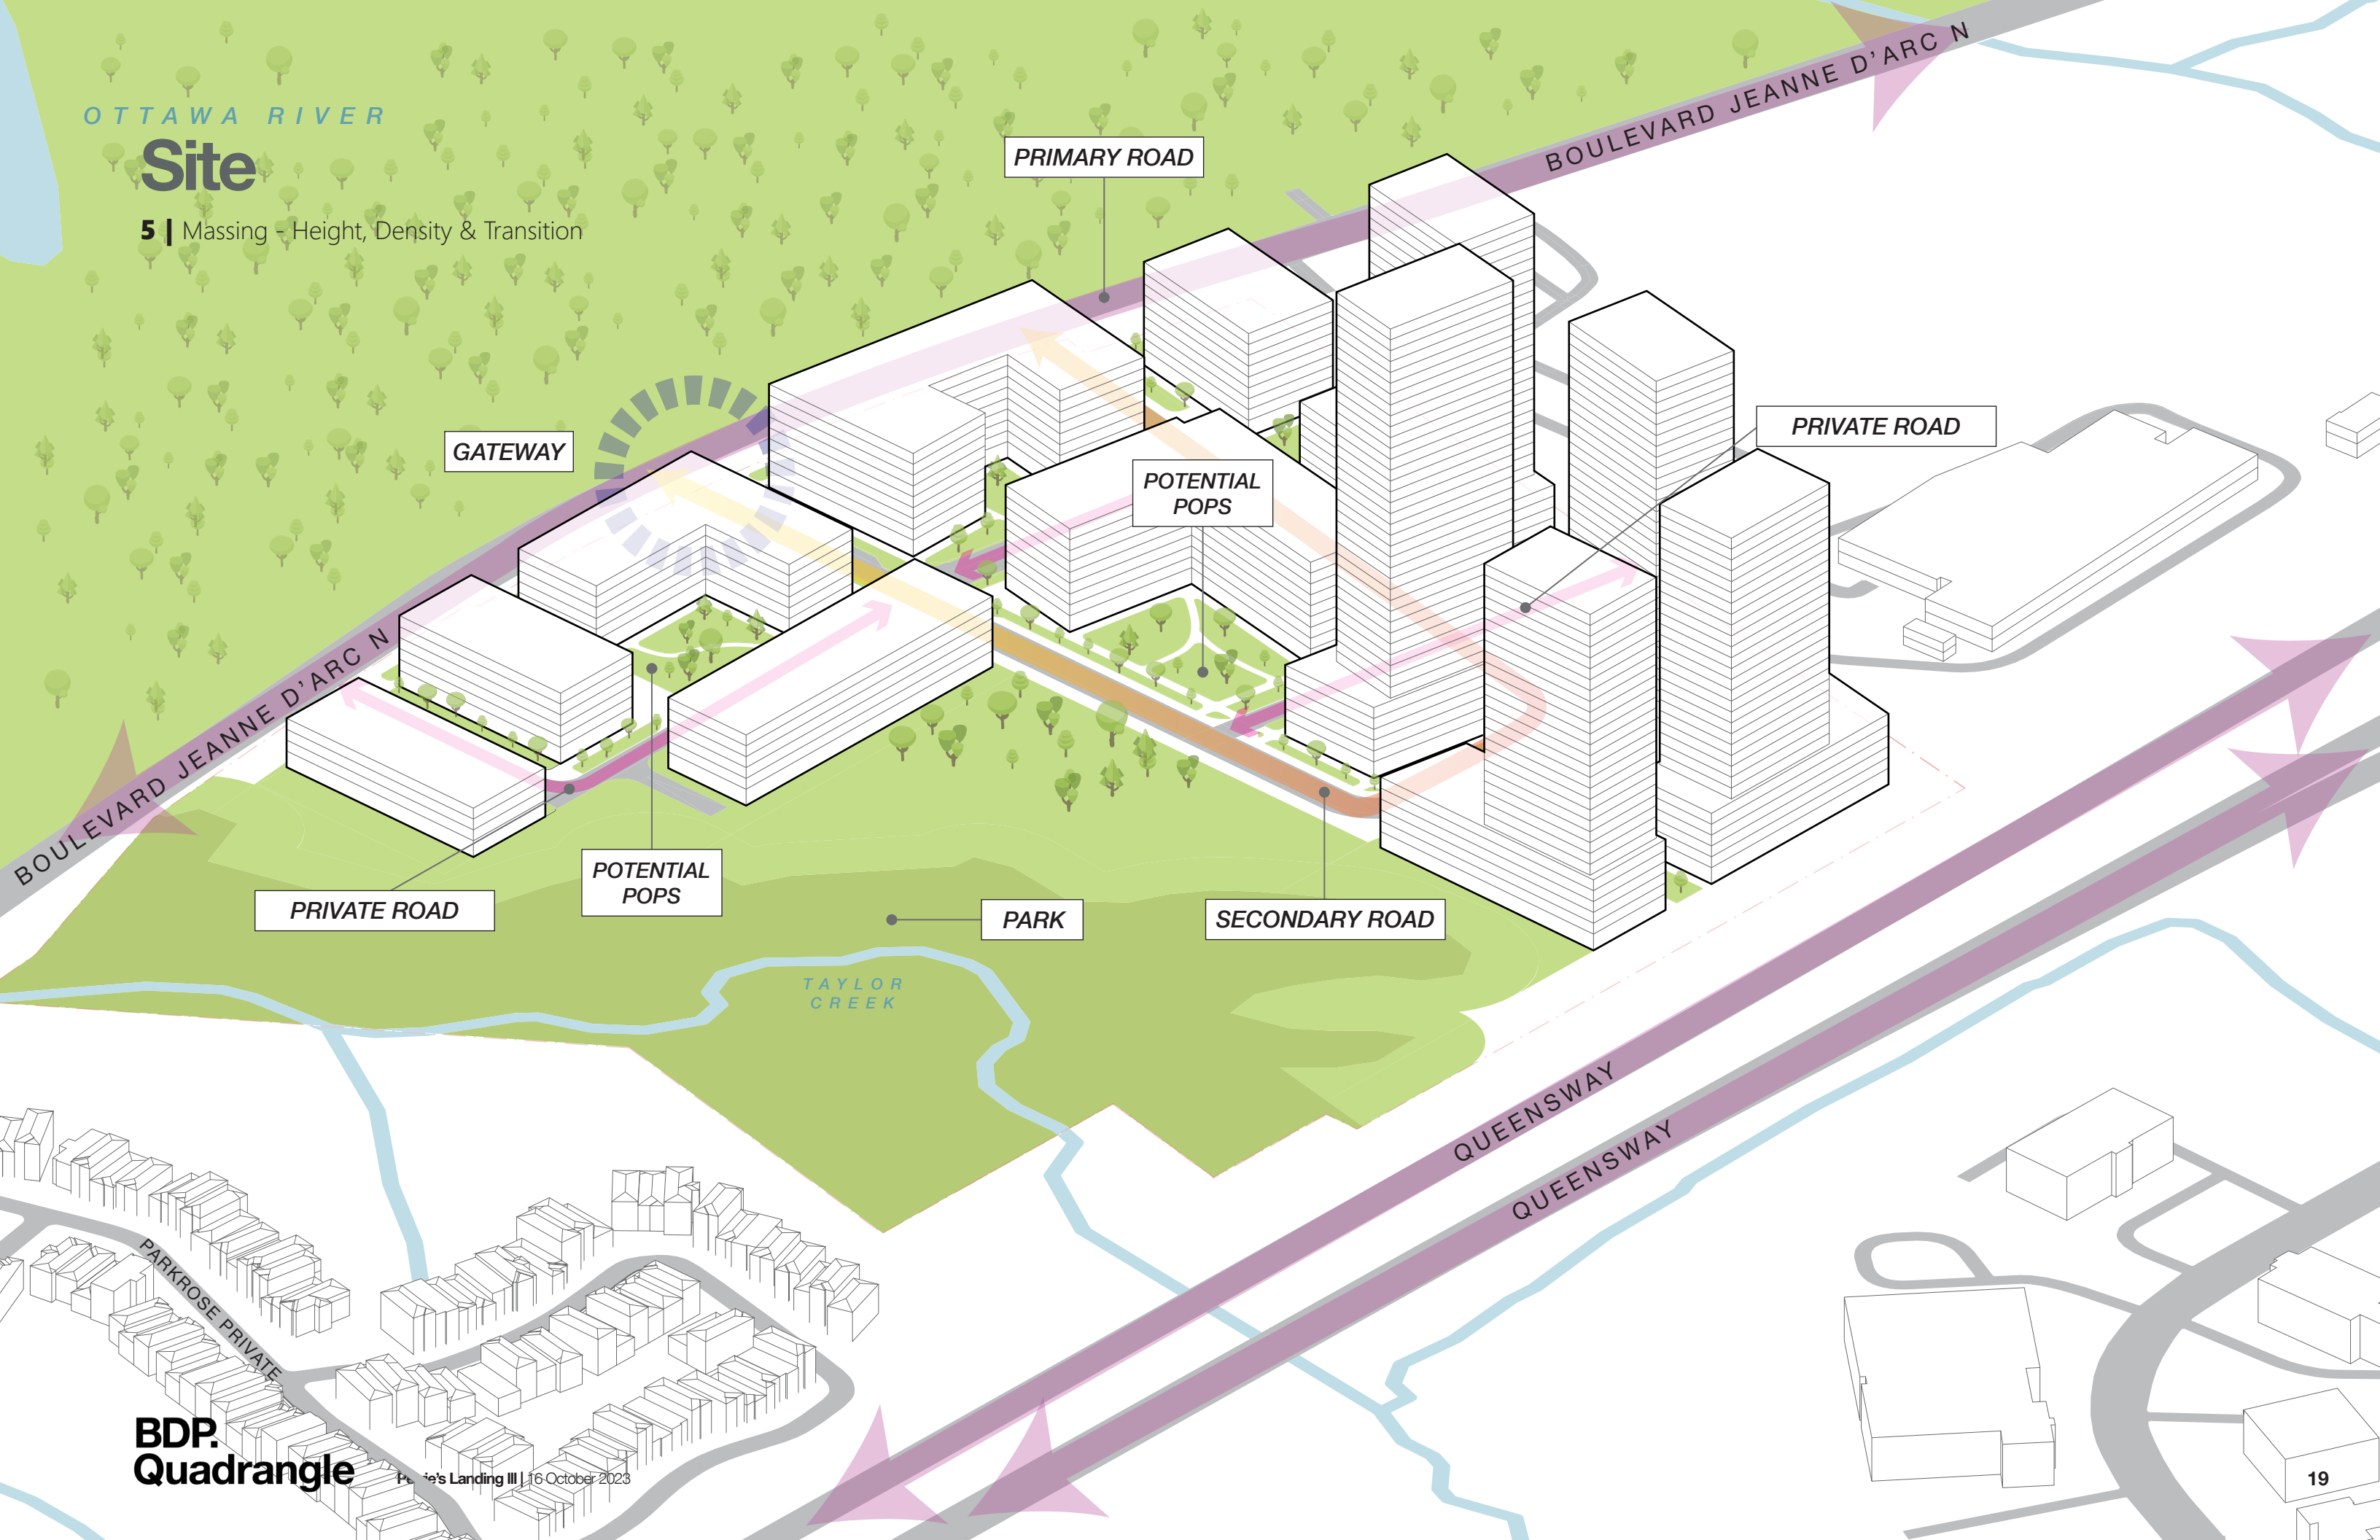 OTTAWA RIVER
Site
5 | Massing - Height, Density & Transition
BOULEVARD JEANNE D'ARC N
PRIMARY ROAD
GATEWAY
POTENTIAL
POPS
PRIVATE ROAD
BOULEVARD JEANNE D'ARC N
PRIVATE ROAD
POTENTIAL
POPS
PARK
SECONDARY ROAD
TAYLOR
CREEK
QUEENSWAY
QUEENSWAY
PARKROSE PRIVATE
BDP.
Quadrangle
Landing III | 16 October 2023
19